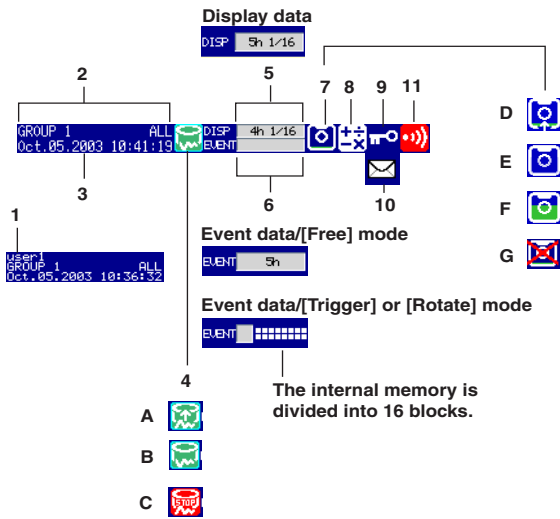 Display data
DISP 5h 1/16
2
5
7
8
9
11
GROUP 1 ALL
Oct.05.2003 10:41:19
DISP 4h 1/16
EVENT
3
6
10
D
E
F
G
1
user1
GROUP 1 ALL
Oct.05.2003 10:36:32
Event data/[Free] mode
EVENT 5h
Event data/[Trigger] or [Rotate] mode
EVENT
4
The internal memory is
divided into 16 blocks.
A
B
C
STOP